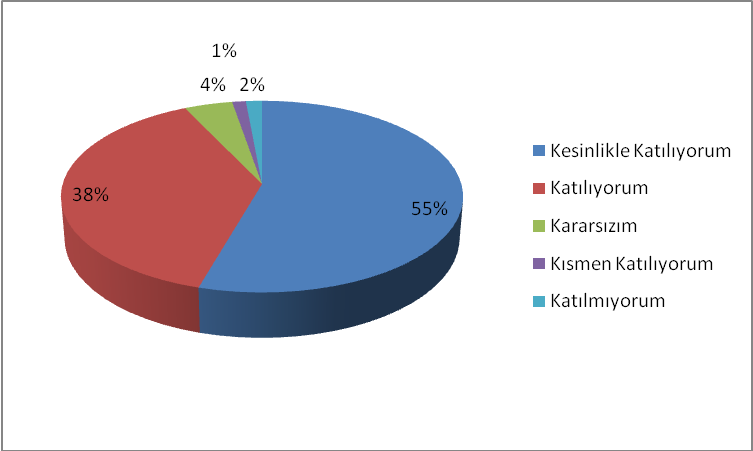 1%
4% 2%
38%
55%
Kesinlikle Katılıyorum
Katılıyorum
Kararsızım
Kısmen Katılıyorum
Katılmıyorum